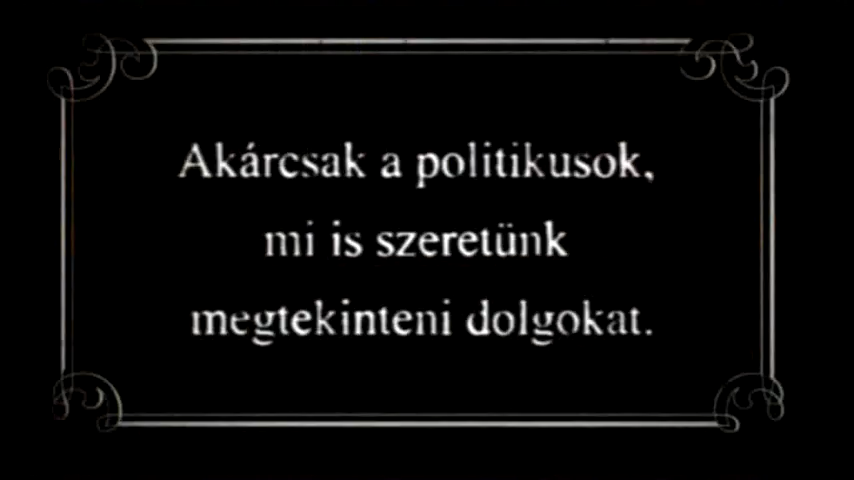 Akárcsak a politikusok,
mi is szeretünk
megtekinteni dolgokat.